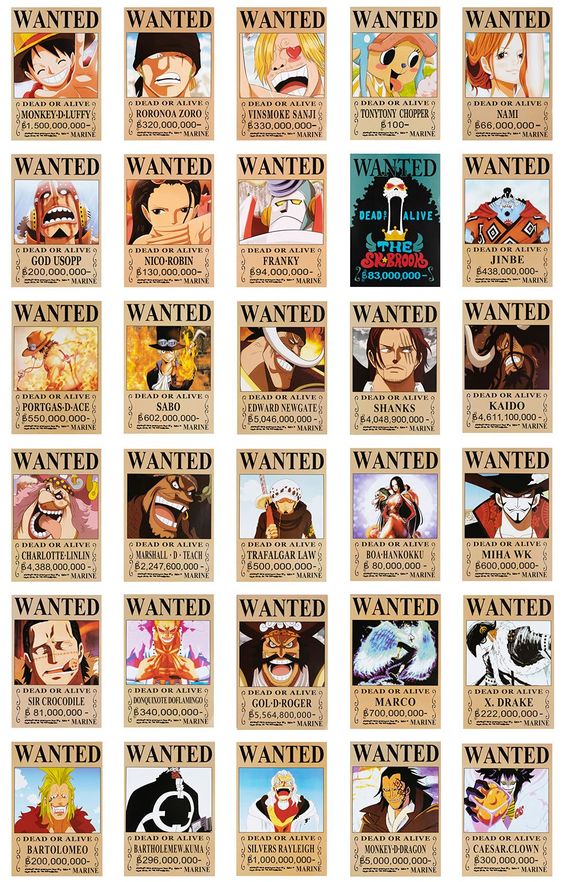 WANTED
DEAD OR ALIVE
MONKEY·D·LUFFY
฿1,500,000,000-
MARINE
WANTED
DEAD OR ALIVE
RORONOA ZORO
฿320,000,000-
MARINE
WANTED
DEAD OR ALIVE
VINSMOKE SANJI
฿330,000,000-
MARINE
WANTED
DEAD OR ALIVE
TONYTONY CHOPPER
฿100-
MARINE
WANTED
DEAD OR ALIVE
NAMI
฿66,000,000-
MARINE
WANTED
DEAD OR ALIVE
GOD USOPP
฿200,000,000-
MARINE
WANTED
DEAD OR ALIVE
NICO·ROBIN
฿130,000,000-
MARINE
WANTED
DEAD OR ALIVE
FRANKY
฿94,000,000-
MARINE
WANTED
DEAD OR ALIVE
THE
฿83,000,000-
WANTED
DEAD OR ALIVE
JINBE
฿438,000,000-
MARINE
WANTED
DEAD OR ALIVE
PORTGAS·D·ACE
฿550,000,000-
MARINE
WANTED
DEAD OR ALIVE
SABO
฿602,000,000-
MARINE
WANTED
DEAD OR ALIVE
EDWARD NEWGATE
฿5,046,000,000-
MARINE
WANTED
DEAD OR ALIVE
SHANKS
฿4,048,900,000-
MARINE
WANTED
DEAD OR ALIVE
KAIDO
฿4,611,100,000-
MARINE
WANTED
DEAD OR ALIVE
CHARLOTTE·LINLIN
฿4,388,000,000-
MARINE
WANTED
DEAD OR ALIVE
MARSHALL·D·TEACH
฿2,247,600,000-
MARINE
WANTED
DEAD OR ALIVE
TRAFALGAR LAW
฿500,000,000-
MARINE
WANTED
DEAD OR ALIVE
BOA·HANKOKKU
฿80,000,000-
MARINE
WANTED
DEAD OR ALIVE
MIHA WK
฿600,000,000-
MARINE
WANTED
DEAD OR ALIVE
SIR CROCODILE
฿81,000,000-
MARINE
WANTED
DEAD OR ALIVE
DONQUIXOTE DOFLAMINGO
฿340,000,000-
MARINE
WANTED
DEAD OR ALIVE
GOL·D·ROGER
฿5,564,800,000-
MARINE
WANTED
DEAD OR ALIVE
MARCO
฿700,000,000-
MARINE
WANTED
DEAD OR ALIVE
X. DRAKE
฿222,000,000-
MARINE
WANTED
DEAD OR ALIVE
BARTOLOMEO
฿200,000,000-
MARINE
WANTED
DEAD OR ALIVE
BARTHOLEMEW.KUMA
฿296,000,000-
MARINE
WANTED
DEAD OR ALIVE
SILVERS RAYLEIGH
฿1,000,000,000-
MARINE
WANTED
DEAD OR ALIVE
MONKEY·D·DRAGON
฿5,000,000,000-
MARINE
WANTED
DEAD OR ALIVE
CAESAR.CLOWN
฿300,000,000-
MARINE